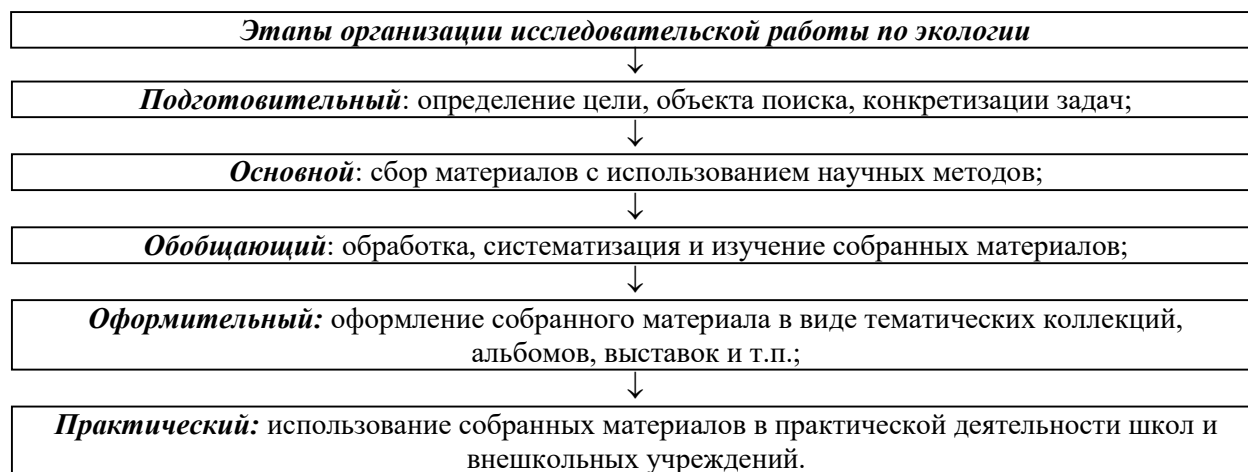 Этапы организации исследовательской работы по экологии
↓
Подготовительный: определение цели, объекта поиска, конкретизации задач;
↓
Основной: сбор материалов с использованием научных методов;
↓
Обобщающий: обработка, систематизация и изучение собранных материалов;
↓
Оформительный: оформление собранного материала в виде тематических коллекций,
альбомов, выставок и т.п.;
↓
Практический: использование собранных материалов в практической деятельности школ и
внешкольных учреждений.